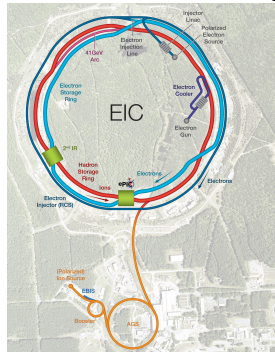 Injector
Linac
Polarized
Electron
Source
Electron
Injection
Line
41GeV
Arc
Electron
Storage
Ring
EIC
Electron
Cooler
Electron
Gun
2nd IR
Hadron
Storage
Ring
Electrons
ePIC
Ions
Electrons
Electron
Injector (RCS)
(Polarized)
Ion Source
EBIS
Booster
AGS